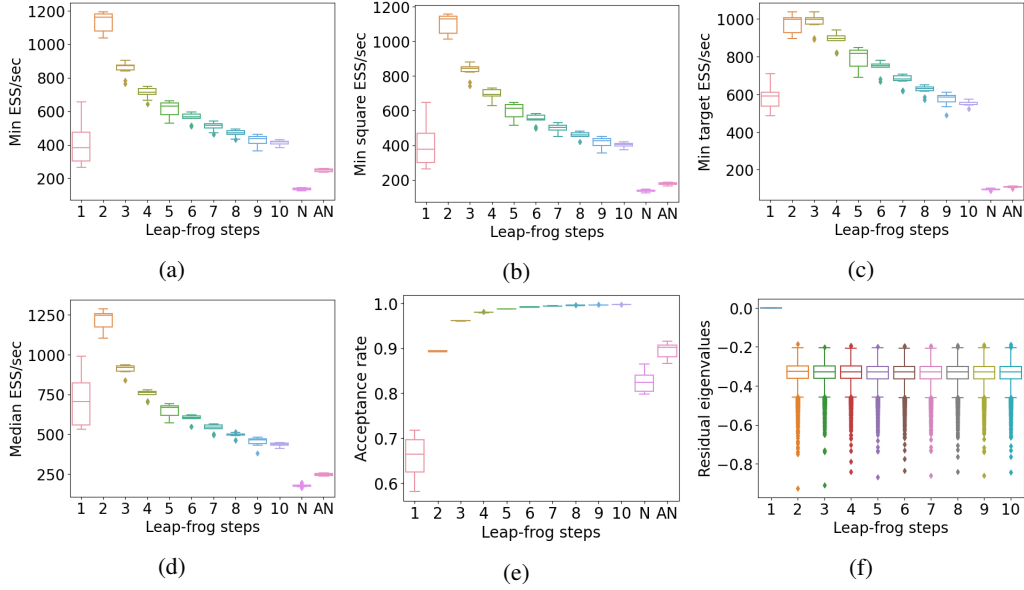 Min ESS/sec
1200
1000
800
600
400
200
1 2 3 4 5 6 7 8 9 10 N AN
Leap-frog steps
(a)
Min square ESS/sec
1200
1000
800
600
400
200
1 2 3 4 5 6 7 8 9 10 N AN
Leap-frog steps
(b)
Min target ESS/sec
1000
800
600
400
200
1 2 3 4 5 6 7 8 9 10 N AN
Leap-frog steps
(c)
Median ESS/sec
1250
1000
750
500
250
1 2 3 4 5 6 7 8 9 10 N AN
Leap-frog steps
(d)
Acceptance rate
1.0
0.9
0.8
0.7
0.6
1 2 3 4 5 6 7 8 9 10 N AN
Leap-frog steps
(e)
Residual eigenvalues
0.0
−0.2
−0.4
−0.6
−0.8
1 2 3 4 5 6 7 8 9 10
Leap-frog steps
(f)